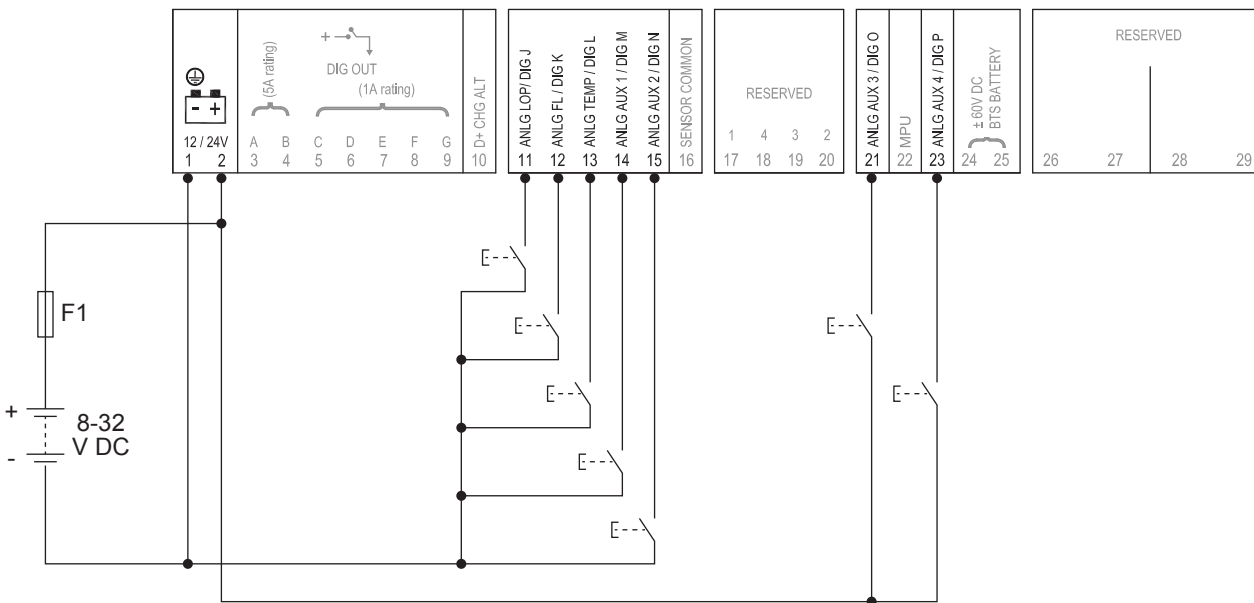 - +
12 / 24V
1 2
(5A rating)
+
DIG OUT
(1A rating)
A B C D E F G
3 4 5 6 7 8 9
D+ CHG ALT
10
ANLG LOP/ DIG J
11
ANLG FL / DIG K
12
ANLG TEMP / DIG L
13
ANLG AUX 1 / DIG M
14
ANLG AUX 2 / DIG N
15
SENSOR COMMON
16
RESERVED
1 4 3 2
17 18 19 20
ANLG AUX 3 / DIG O
21
MPU
22
ANLG AUX 4 / DIG P
23
± 60V DC
BTS BATTERY
24 25
RESERVED
26 27 28 29
F1
+
8-32
V DC
-